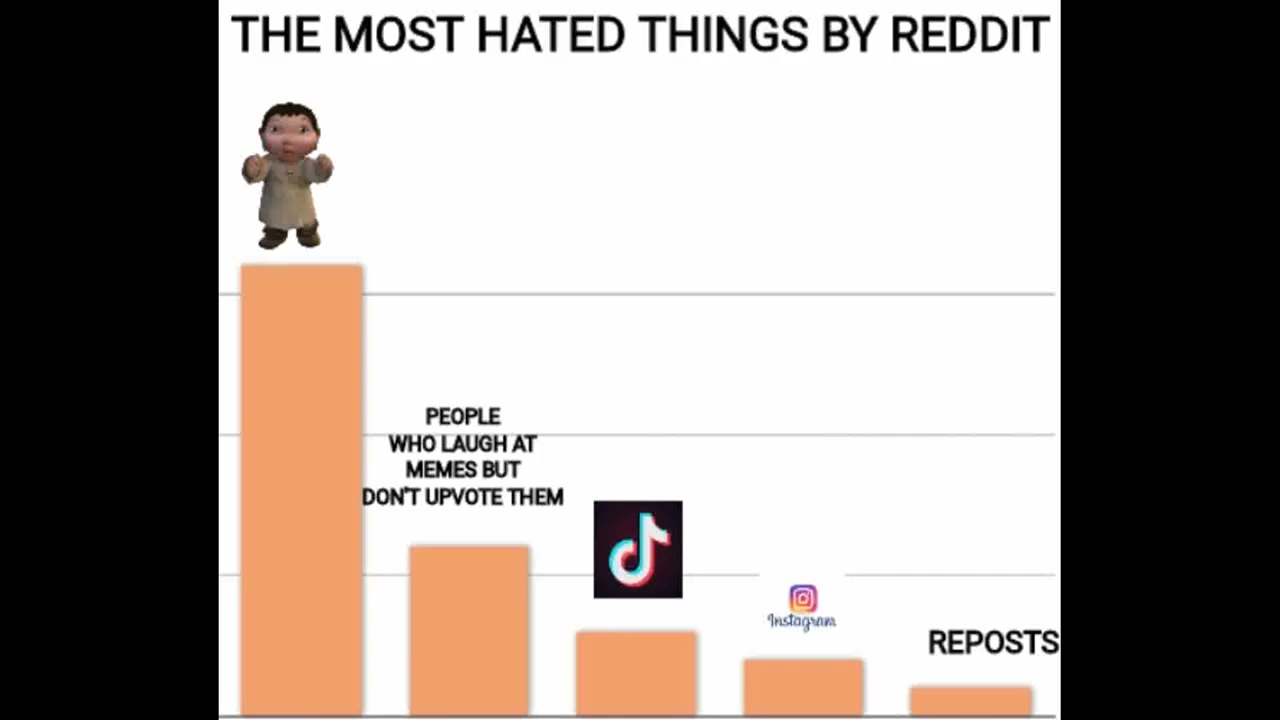 THE MOST HATED THINGS BY REDDIT
PEOPLE
WHO LAUGH AT
MEMES BUT
DON'T UPVOTE THEM
Instagram
REPOSTS